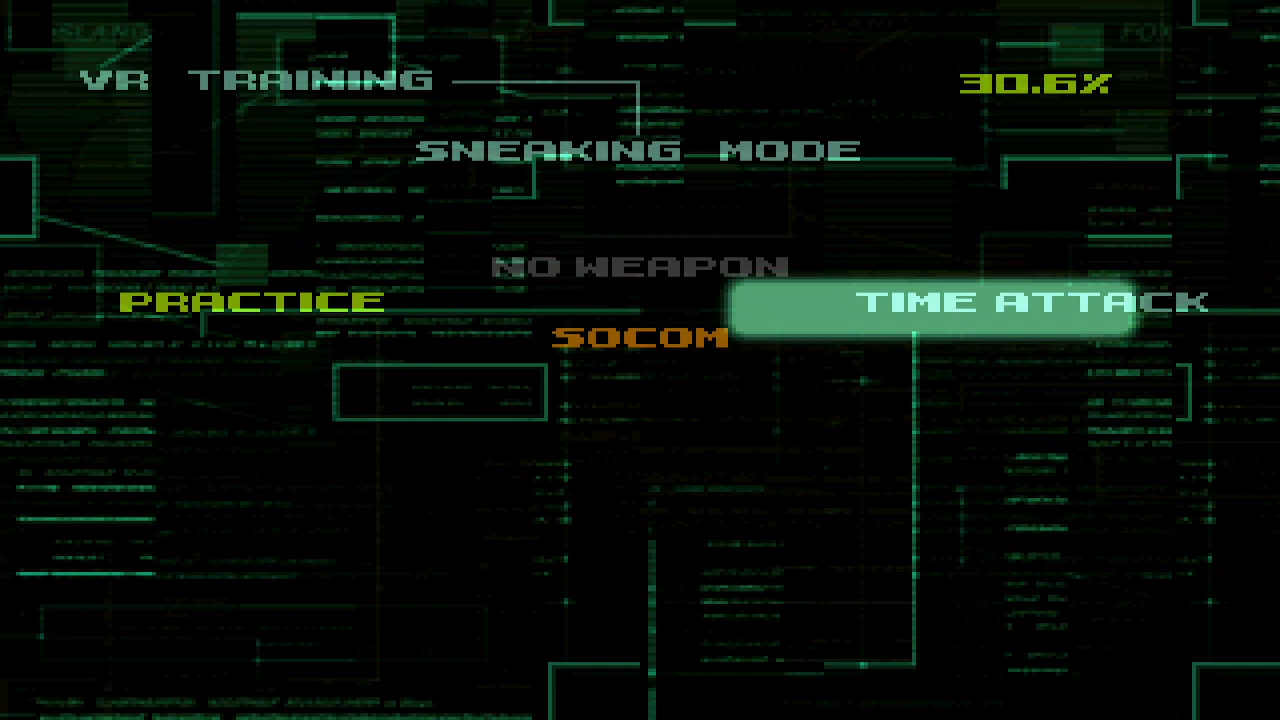 VR TRAINING
30.6%
SNEAKING MODE
NO WEAPON
PRACTICE
TIME ATTACK
SOCOM